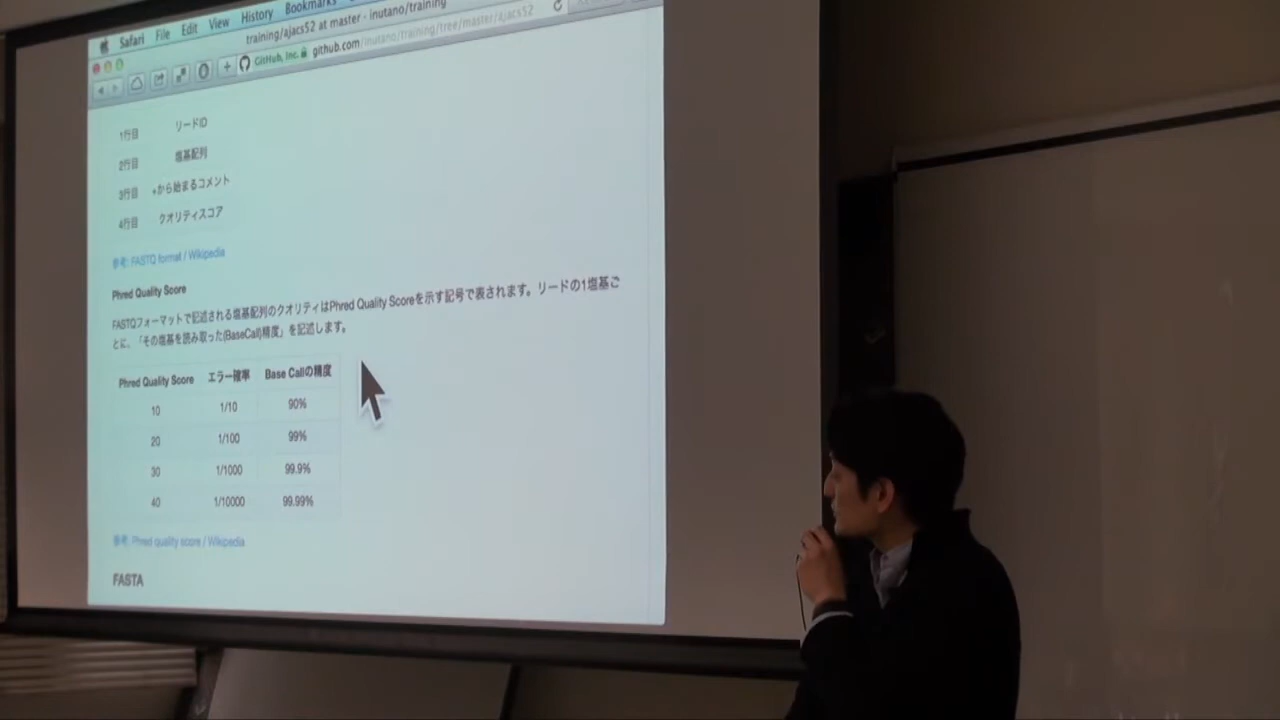 Safari File Edit View History Bookmarks
training/ajacs52 at master - inutano/training
GitHub, Inc. github.com/inutano/training/tree/master/ajacs52
1行目 リードID
2行目 塩基配列
3行目 +から始まるコメント
4行目 クオリティスコア
参考: FASTQ format / Wikipedia
Phred Quality Score
FASTQフォーマットで記述される塩基配列のクオリティはPhred Quality Scoreを示す記号で表されます。リードの1塩基ご
とに、「その塩基を読み取った(BaseCall)精度」を記述します。
Phred Quality Score エラー確率 Base Callの精度
10 1/10 90%
20 1/100 99%
30 1/1000 99.9%
40 1/10000 99.99%
参考: Phred quality score / Wikipedia
FASTA